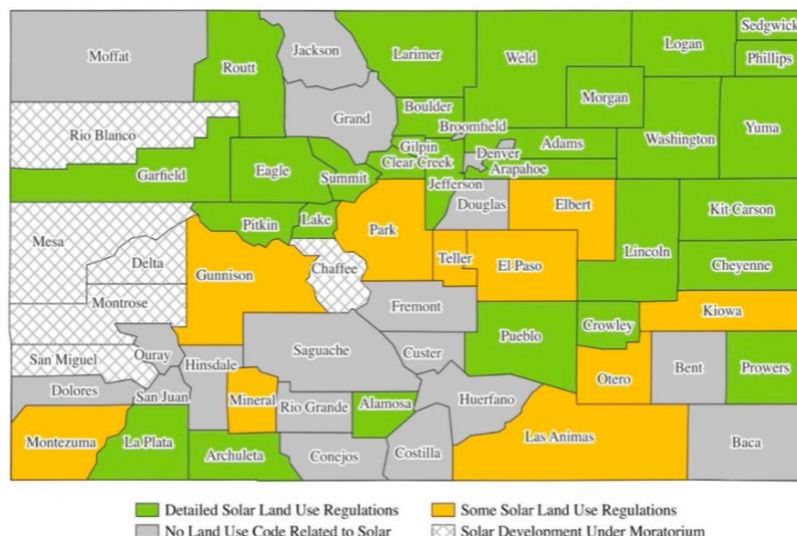 Sedgwick
Moffat
Jackson
Larimer
Logan
Weld
Phillips
Routt
Morgan
Boulder
Grand
Yuma
Washington
Rio Blanco
Broomfield
Gilpin
Adams
Denver
Clear Creek
Eagle
Arapahoe
Garfield
Summit
Jefferson
Douglas
Elbert
Kit Carson
Lake
Pitkin
Park
Mesa
Lincoln
Teller
Delta
Chaffee
El Paso
Gunnison
Cheyenne
Montrose
Fremont
Kiowa
Crowley
Pueblo
Saguache
Ouray
San Miguel
Hinsdale
Custer
Otero
Bent
Prowers
Dolores
San Juan
Mineral
Rio Grande
Alamosa
Huerfano
Montezuma
La Plata
Las Animas
Baca
Archuleta
Conejos
Costilla
Detailed Solar Land Use Regulations
Some Solar Land Use Regulations
No Land Use Code Related to Solar
Solar Development Under Moratorium